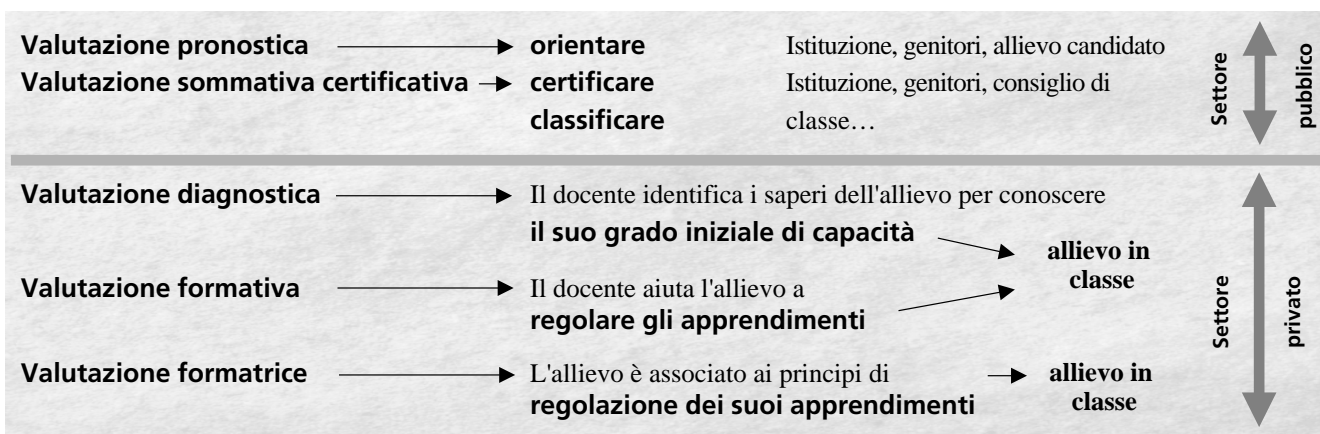 Valutazione pronostica orientare Istituzione, genitori, allievo candidato
Valutazione sommativa certificativa certificare Istituzione, genitori, consiglio di
classificare classe…
Settore
pubblico
Valutazione diagnostica Il docente identifica i saperi dell'allievo per conoscere
il suo grado iniziale di capacità
allievo in
classe
Valutazione formativa Il docente aiuta l'allievo a
regolare gli apprendimenti
Valutazione formatrice L'allievo è associato ai principi di allievo in
regolazione dei suoi apprendimenti classe
Settore
privato